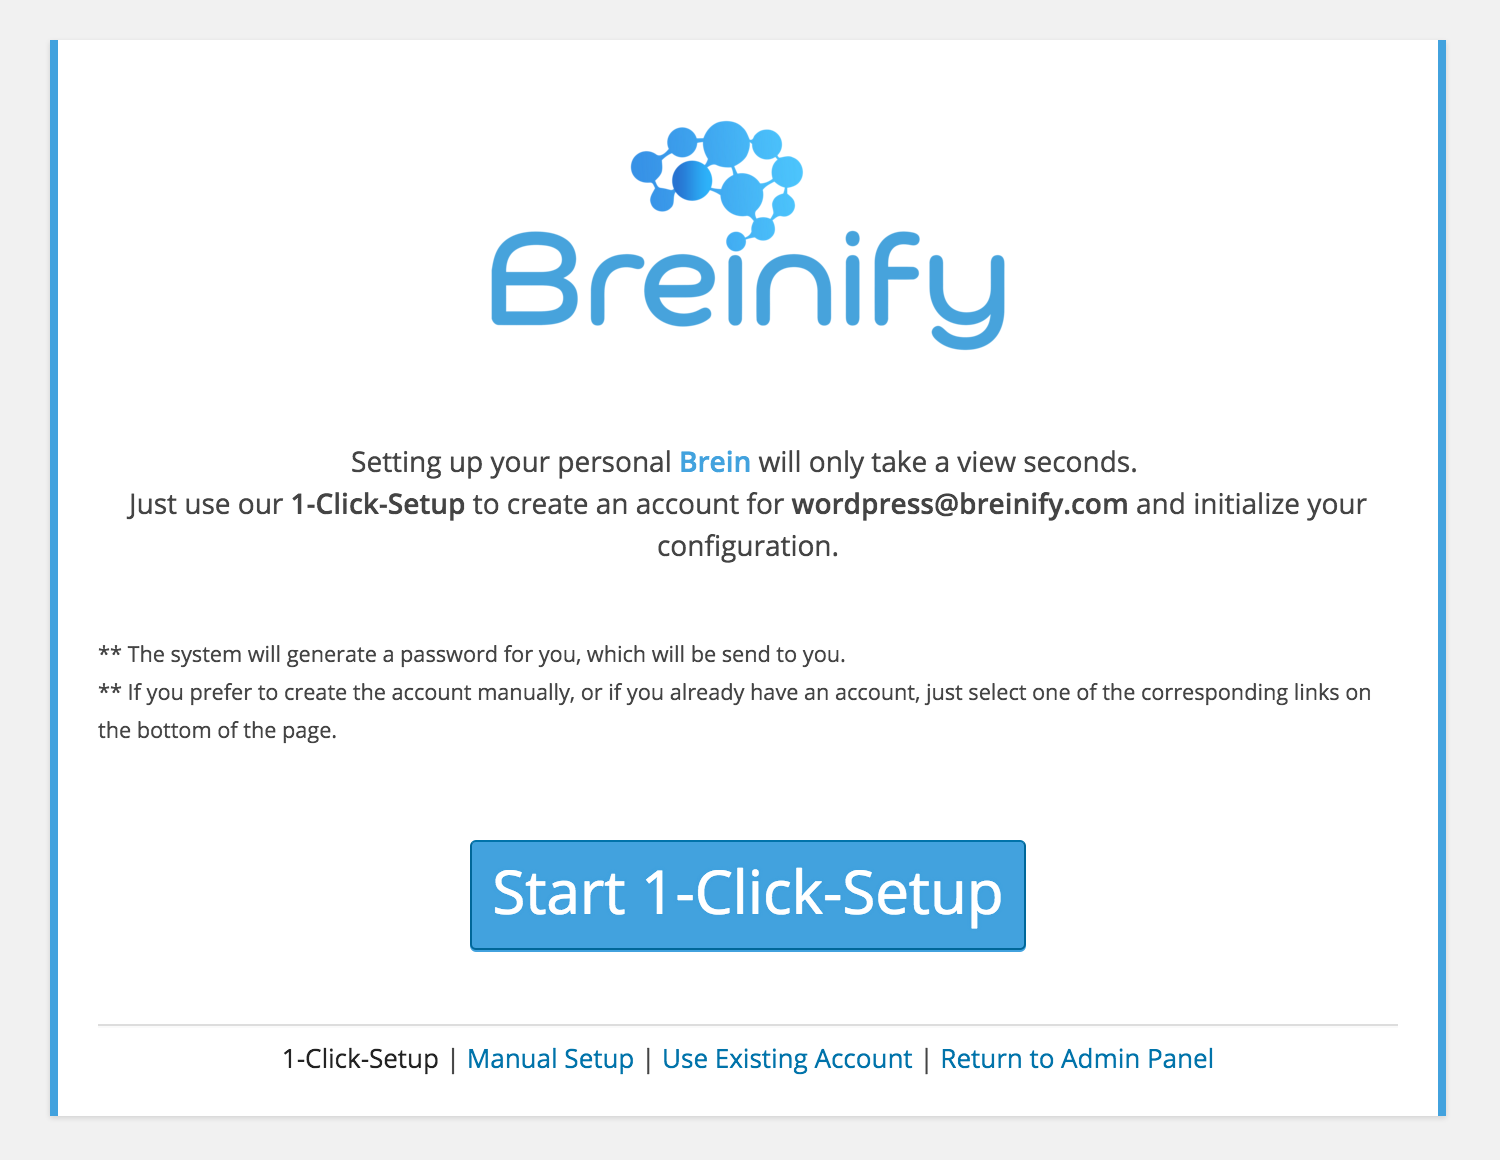 Breinify
Setting up your personal Brein will only take a view seconds.
Just use our 1-Click-Setup to create an account for wordpress@breinify.com and initialize your
configuration.
** The system will generate a password for you, which will be send to you.
** If you prefer to create the account manually, or if you already have an account, just select one of the corresponding links on
the bottom of the page.
Start 1-Click-Setup
1-Click-Setup | Manual Setup | Use Existing Account | Return to Admin Panel